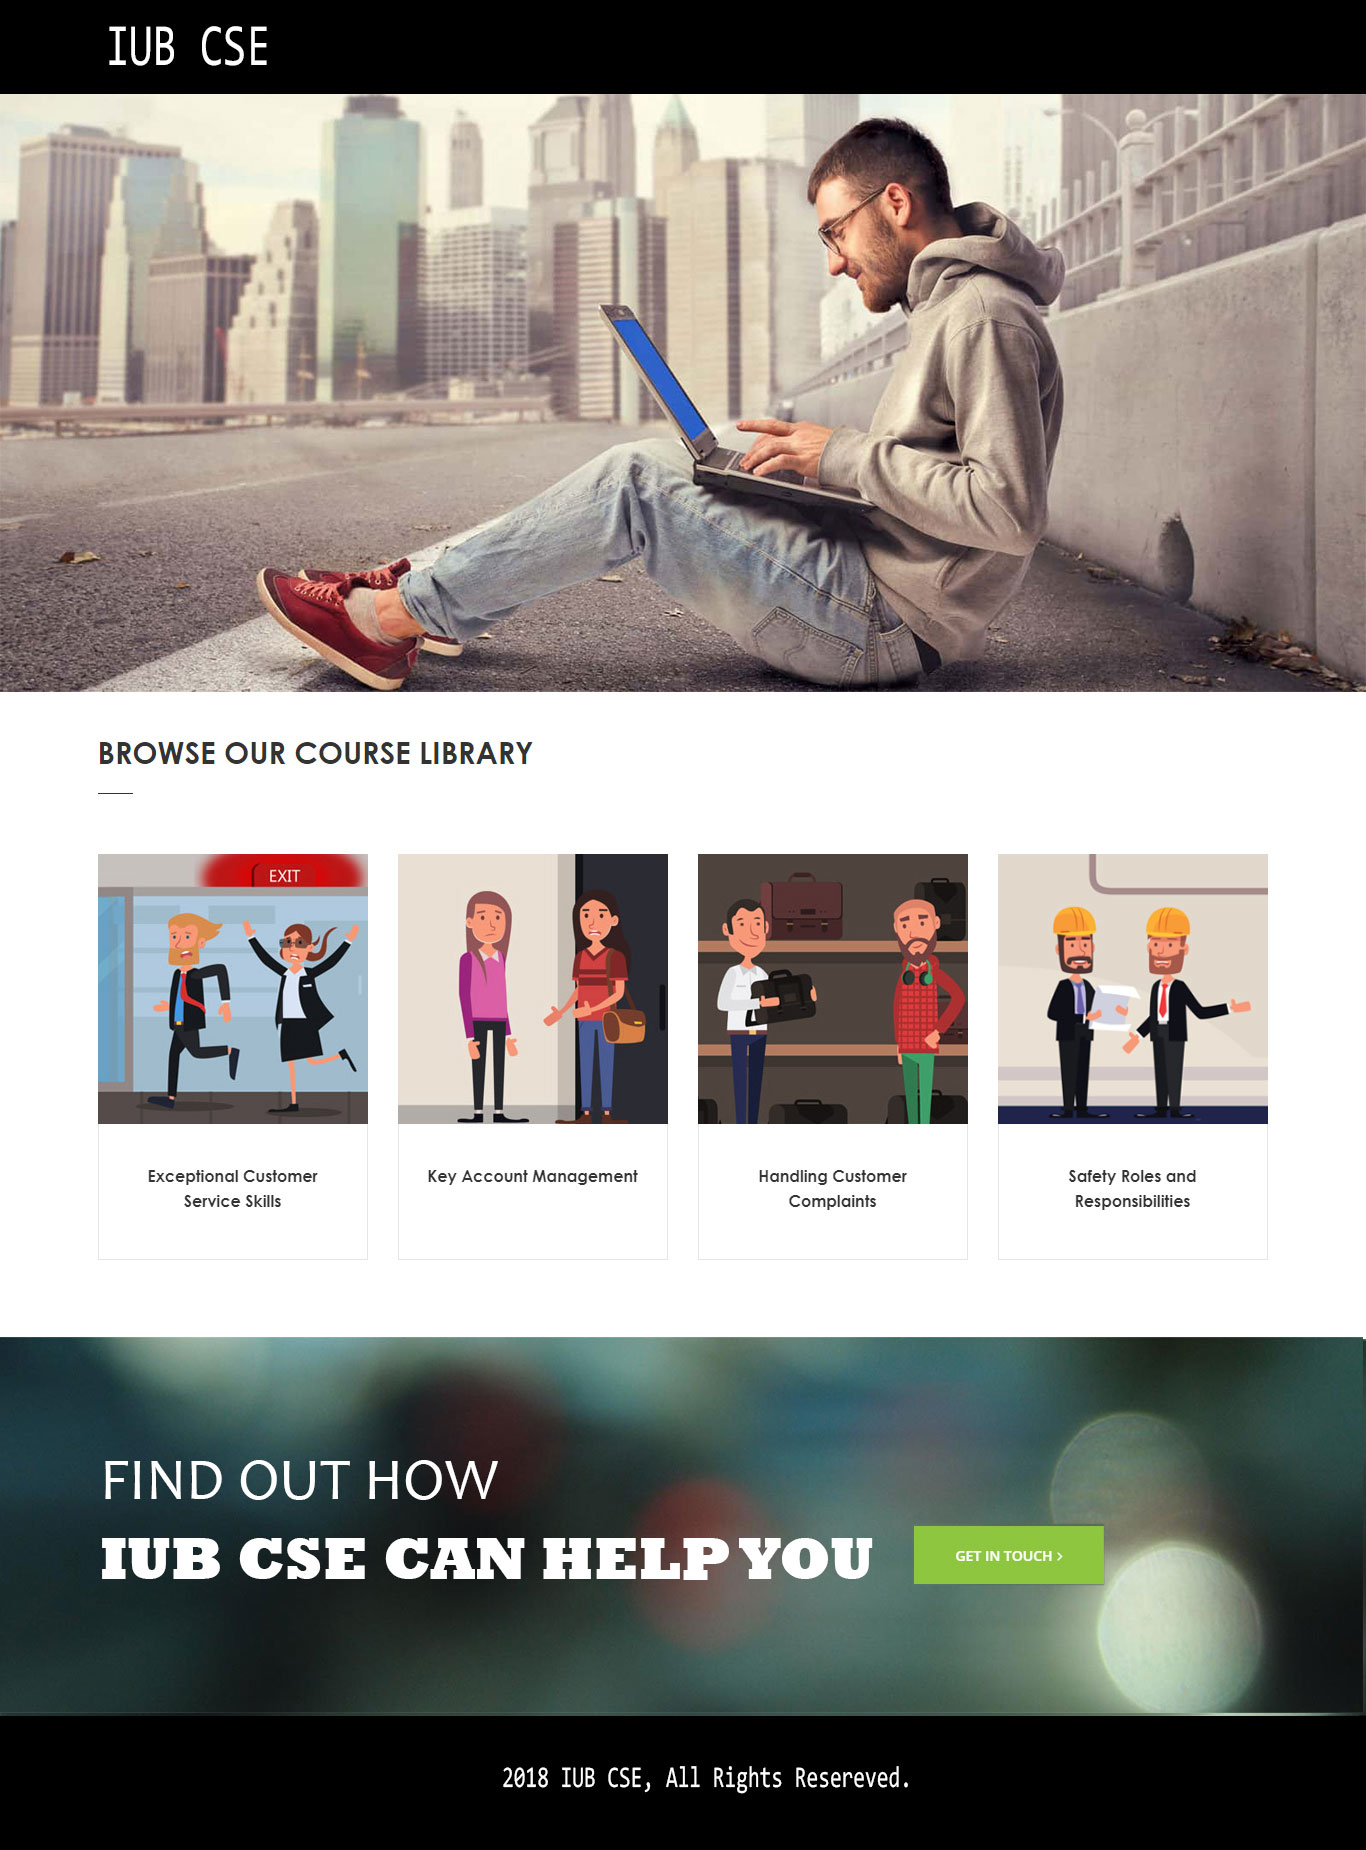 IUB CSE
BROWSE OUR COURSE LIBRARY
EXIT
Exceptional Customer
Service Skills
Key Account Management
Handling Customer
Complaints
Safety Roles and
Responsibilities
FIND OUT HOW
IUB CSE CAN HELP YOU
GET IN TOUCH ›
2018 IUB CSE, All Rights Resereved.